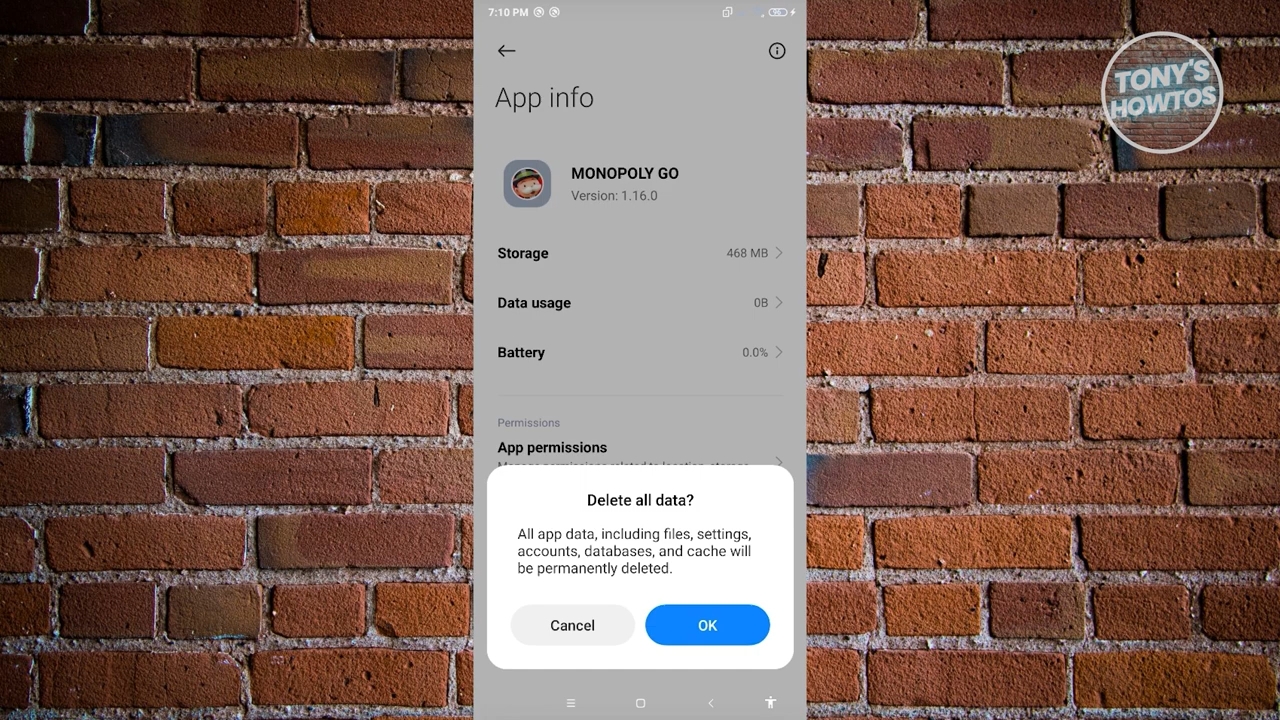 7:10 PM
App info
MONOPOLY GO
Version: 1.16.0
Storage 468 MB
Data usage 0B
Battery 0.0%
Permissions
App permissions
Delete all data?
All app data, including files, settings,
accounts, databases, and cache will
be permanently deleted.
Cancel OK
TONY'S
HOWTOS